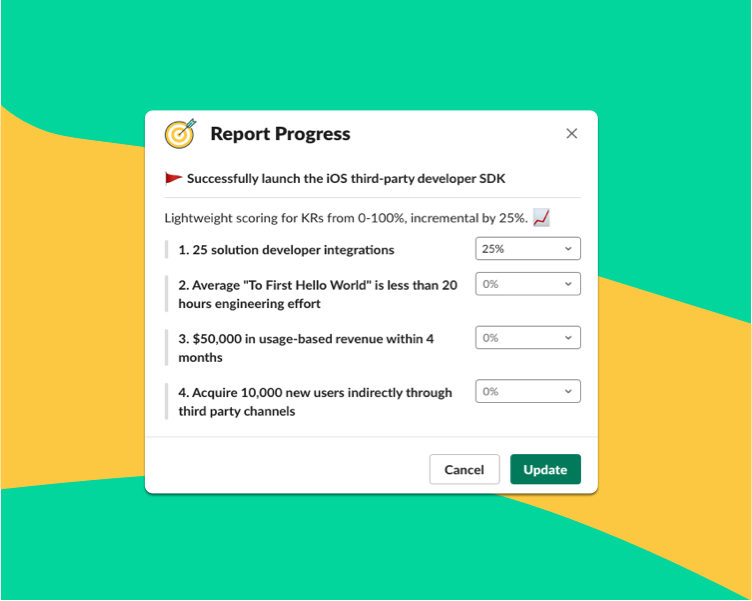 Report Progress
Successfully launch the iOS third-party developer SDK
Lightweight scoring for KRs from 0-100%, incremental by 25%.
1. 25 solution developer integrations
25%
2. Average "To First Hello World" is less than 20
hours engineering effort
0%
3. $50,000 in usage-based revenue within 4
months
0%
4. Acquire 10,000 new users indirectly through
third party channels
0%
Cancel
Update